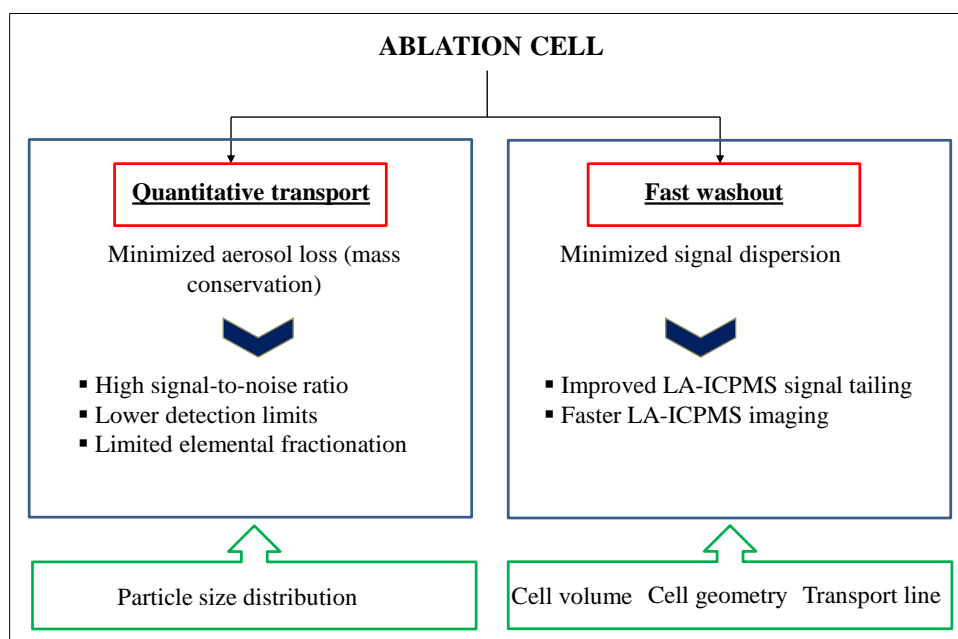 ABLATION CELL
Quantitative transport
Minimized aerosol loss (mass
conservation)
▪ High signal-to-noise ratio
▪ Lower detection limits
▪ Limited elemental fractionation
Particle size distribution
Fast washout
Minimized signal dispersion
▪ Improved LA-ICPMS signal tailing
▪ Faster LA-ICPMS imaging
Cell volume Cell geometry Transport line